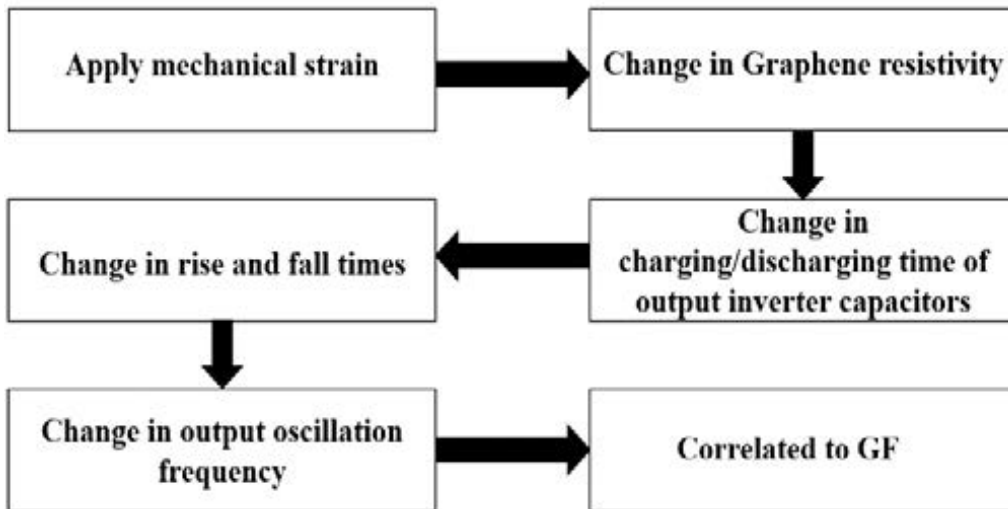 Apply mechanical strain
Change in Graphene resistivity
Change in
charging/discharging time of
output inverter capacitors
Change in rise and fall times
Change in output oscillation
frequency
Correlated to GF